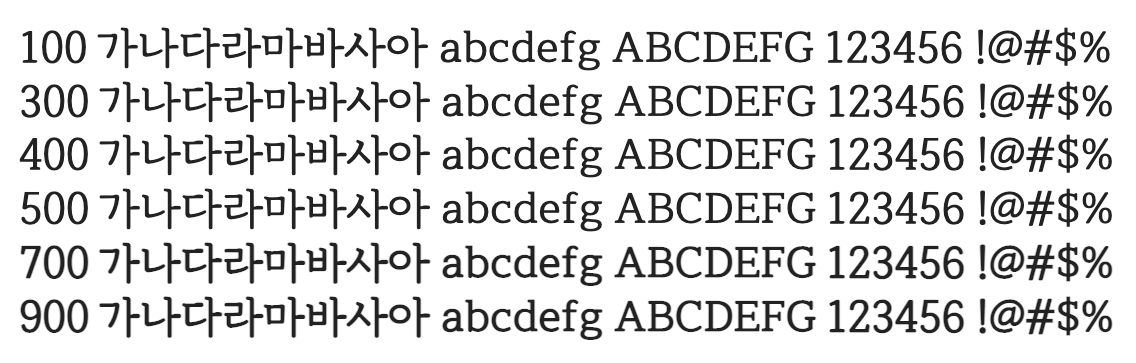 100 가나다라마바사아 abcdefg ABCDEFG 123456 !@#$%
300 가나다라마바사아 abcdefg ABCDEFG 123456 !@#$%
400 가나다라마바사아 abcdefg ABCDEFG 123456 !@#$%
500 가나다라마바사아 abcdefg ABCDEFG 123456 !@#$%
700 가나다라마바사아 abcdefg ABCDEFG 123456 !@#$%
900 가나다라마바사아 abcdefg ABCDEFG 123456 !@#$%